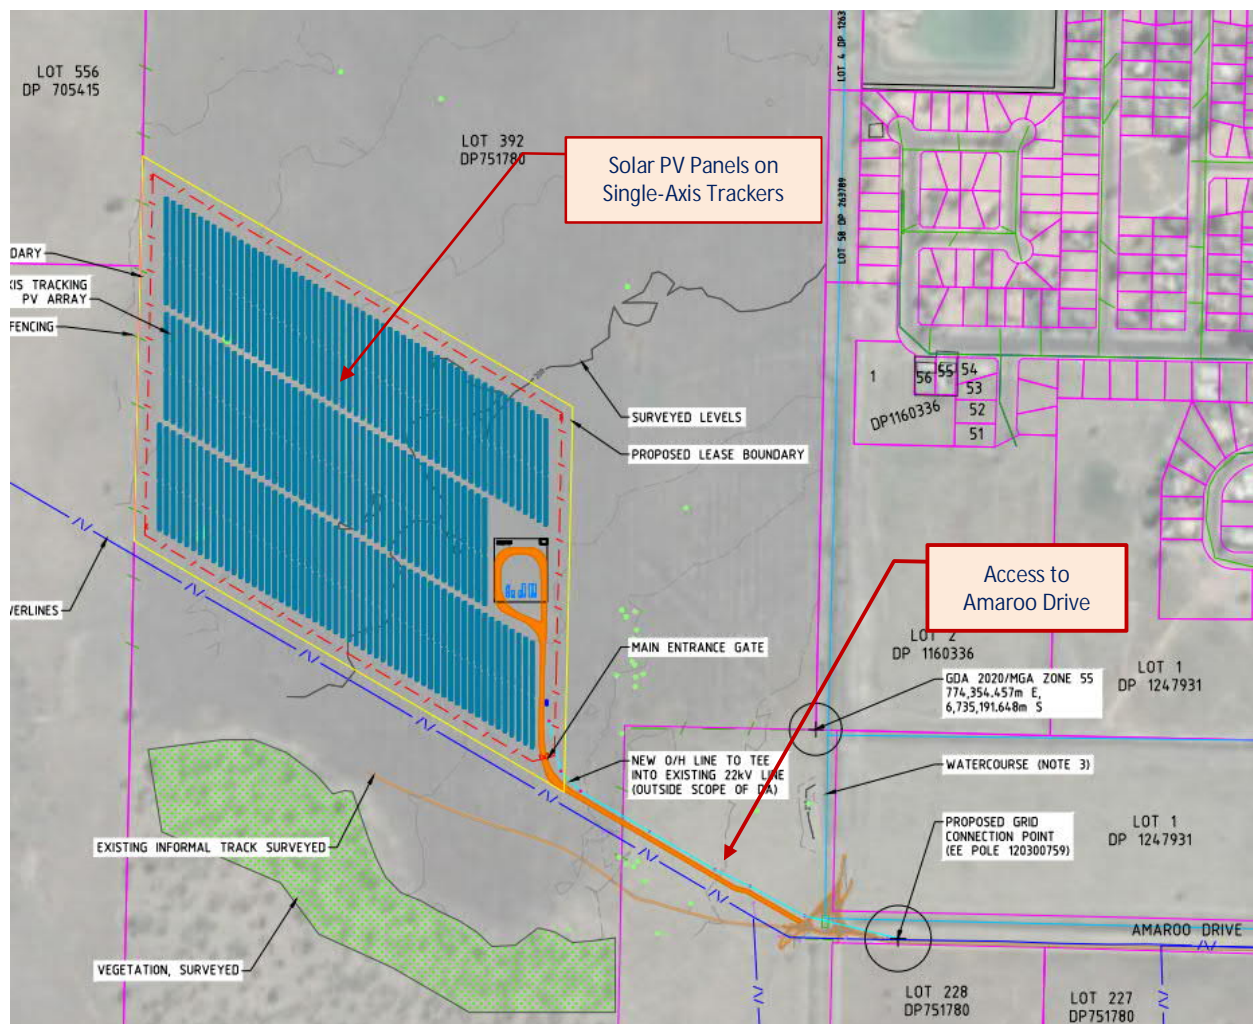 LOT 556
DP 705415
LOT 392
DP751780
Solar PV Panels on
Single-Axis Trackers
LOT 4 DP 1263
LOT 58 DP 263789
DARY
XIS TRACKING
PV ARRAY
FENCING
SURVEYED LEVELS
PROPOSED LEASE BOUNDARY
1
DP1160336
56
55
54
53
52
51
VERLINES
Access to
Amaroo Drive
MAIN ENTRANCE GATE
LOT 2
DP 1160336
LOT 1
DP 1247931
GDA 2020/MGA ZONE 55
774,354.457m E,
6,735,191.648m S
NEW O/H LINE TO TEE
INTO EXISTING 22kV LINE
(OUTSIDE SCOPE OF DA)
WATERCOURSE (NOTE 3)
EXISTING INFORMAL TRACK SURVEYED
PROPOSED GRID
CONNECTION POINT
(EE POLE 120300759)
LOT 1
DP 1247931
VEGETATION, SURVEYED
AMAROO DRIVE
LOT 228
DP751780
LOT 227
DP751780